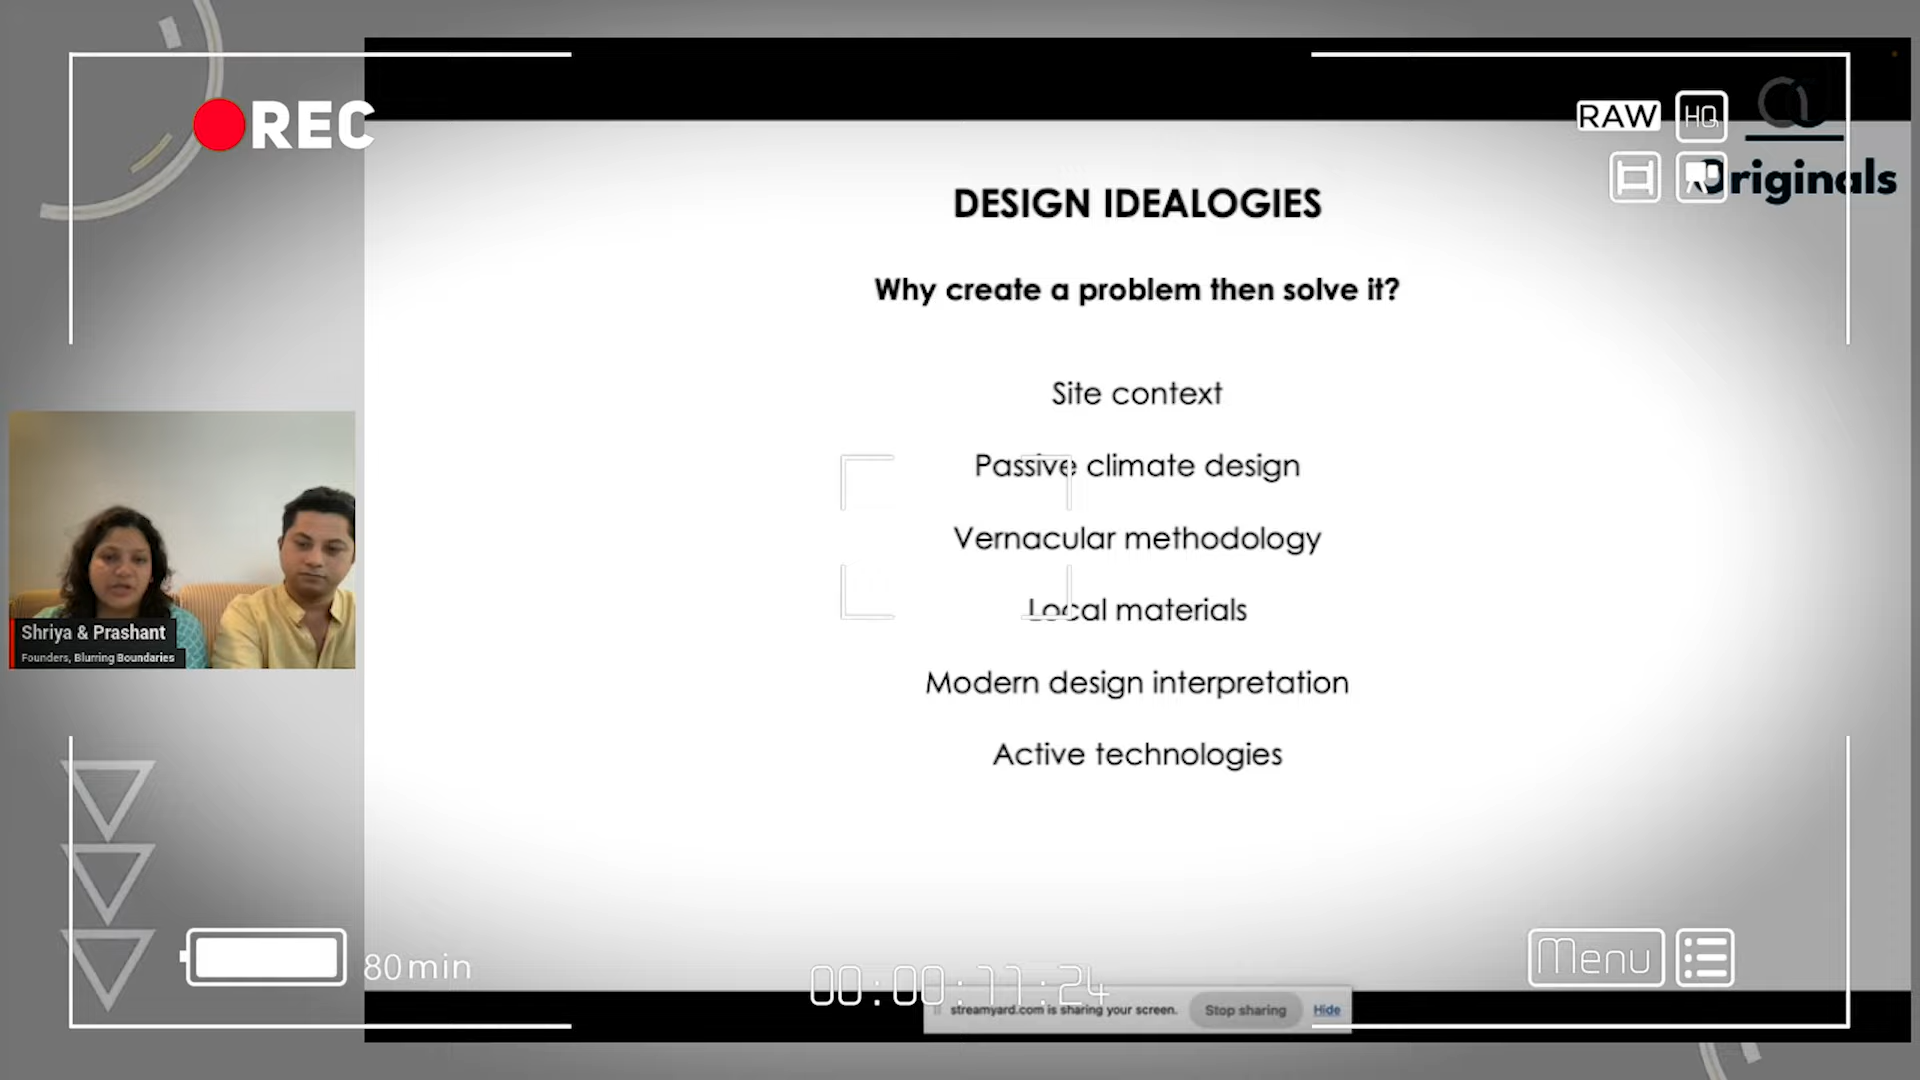 REC
RAW
HQ
riginals
DESIGN IDEALOGIES
Why create a problem then solve it?
Site context
Passive climate design
Vernacular methodology
Local materials
Modern design interpretation
Active technologies
Shriya & Prashant
Founders, Blurring Boundaries
80min
00:00:11:24
Menu
streamyard.com is sharing your screen.
Stop sharing
Hide